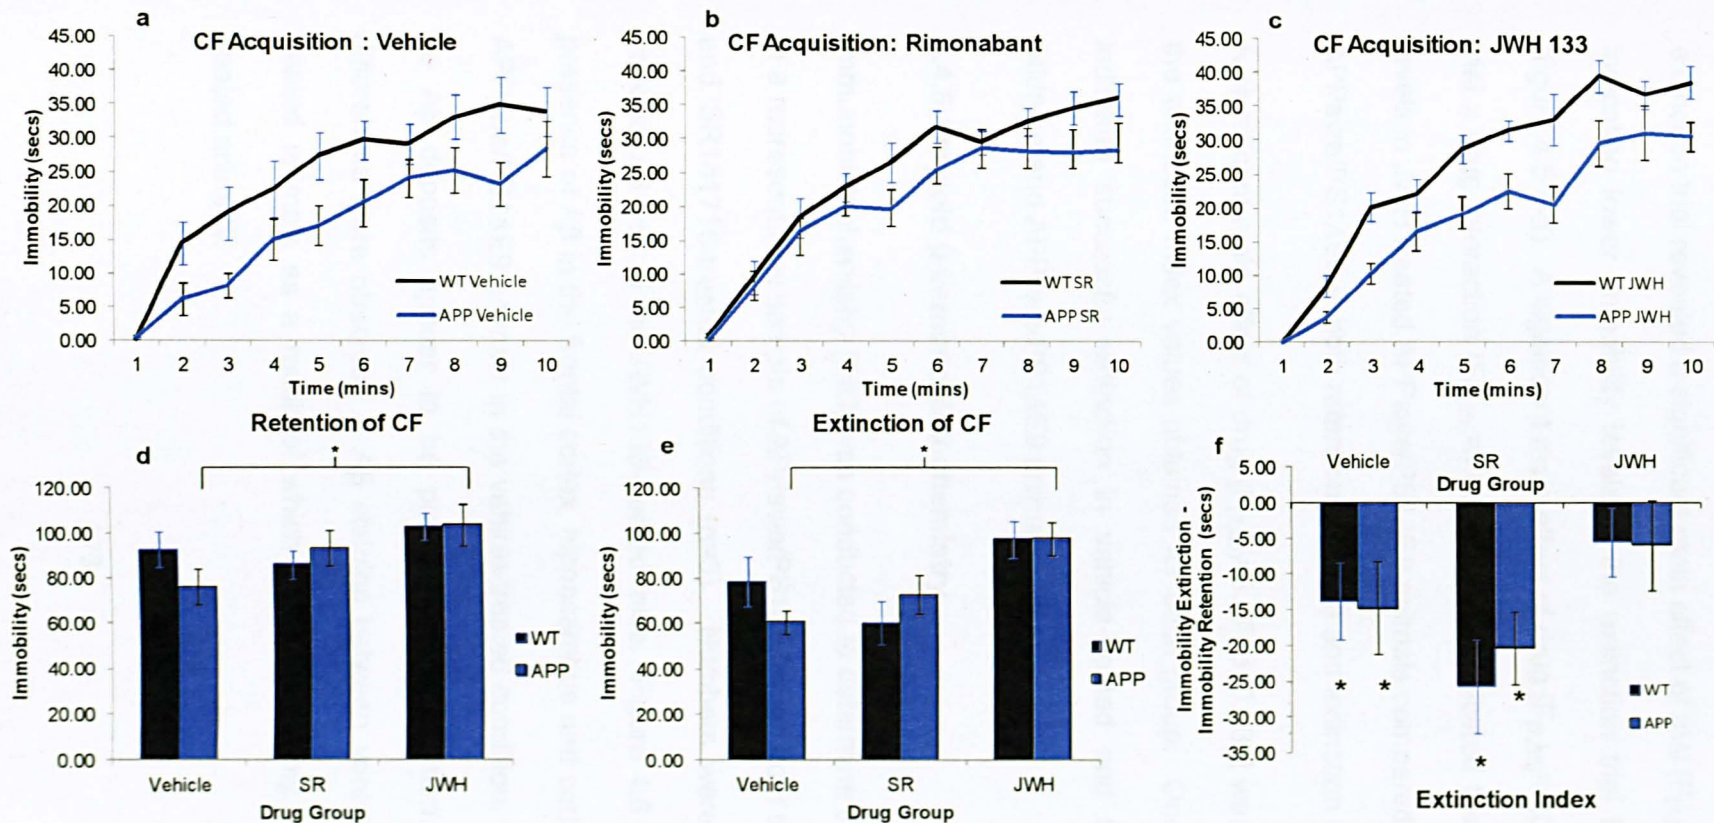 a
CF Acquisition : Vehicle
45.00
40.00
35.00
30.00
25.00
20.00
15.00
10.00
5.00
0.00
Immobility (secs)
WT Vehicle
APP Vehicle
1 2 3 4 5 6 7 8 9 10
Time (mins)
b
CF Acquisition: Rimonabant
45.00
40.00
35.00
30.00
25.00
20.00
15.00
10.00
5.00
0.00
Immobility (secs)
WT SR
APP SR
1 2 3 4 5 6 7 8 9 10
Time (mins)
c
CF Acquisition: JWH 133
45.00
40.00
35.00
30.00
25.00
20.00
15.00
10.00
5.00
0.00
Immobility (secs)
WT JWH
APP JWH
1 2 3 4 5 6 7 8 9 10
Time (mins)
Retention of CF
d
*
120.00
100.00
80.00
60.00
40.00
20.00
0.00
Immobility (secs)
WT
APP
Vehicle SR JWH
Drug Group
Extinction of CF
e
*
120.00
100.00
80.00
60.00
40.00
20.00
0.00
Immobility (secs)
WT
APP
Vehicle SR JWH
Drug Group
f
Vehicle SR JWH
Drug Group
5.00
0.00
-5.00
-10.00
-15.00
-20.00
-25.00
-30.00
-35.00
Immobility Extinction -
Immobility Retention (secs)
* * * *
WT
APP
Extinction Index